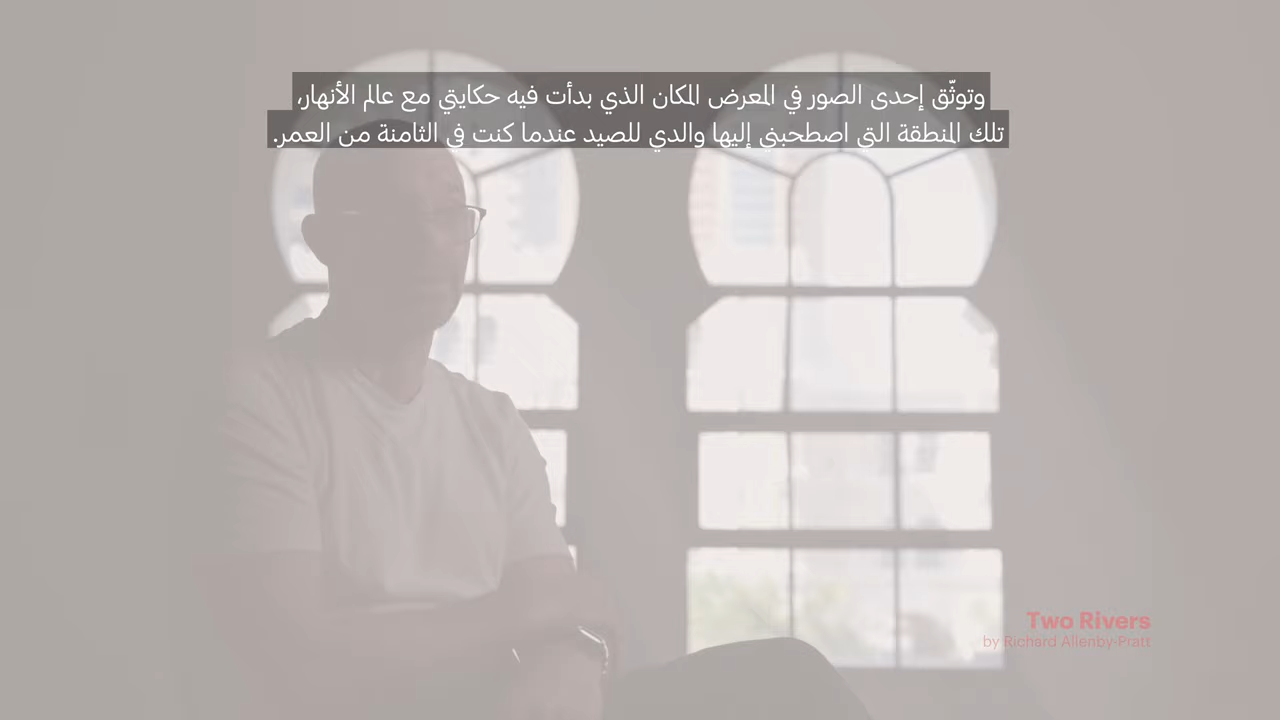 وتوثّق إحدى الصور في المعرض المكان الذي بدأت فيه حكايتي مع عالم الأنهار،
تلك المنطقة التي اصطحبني إليها والدي للصيد عندما كنت في الثامنة من العمر.
Two Rivers
by Richard Allenby-Pratt